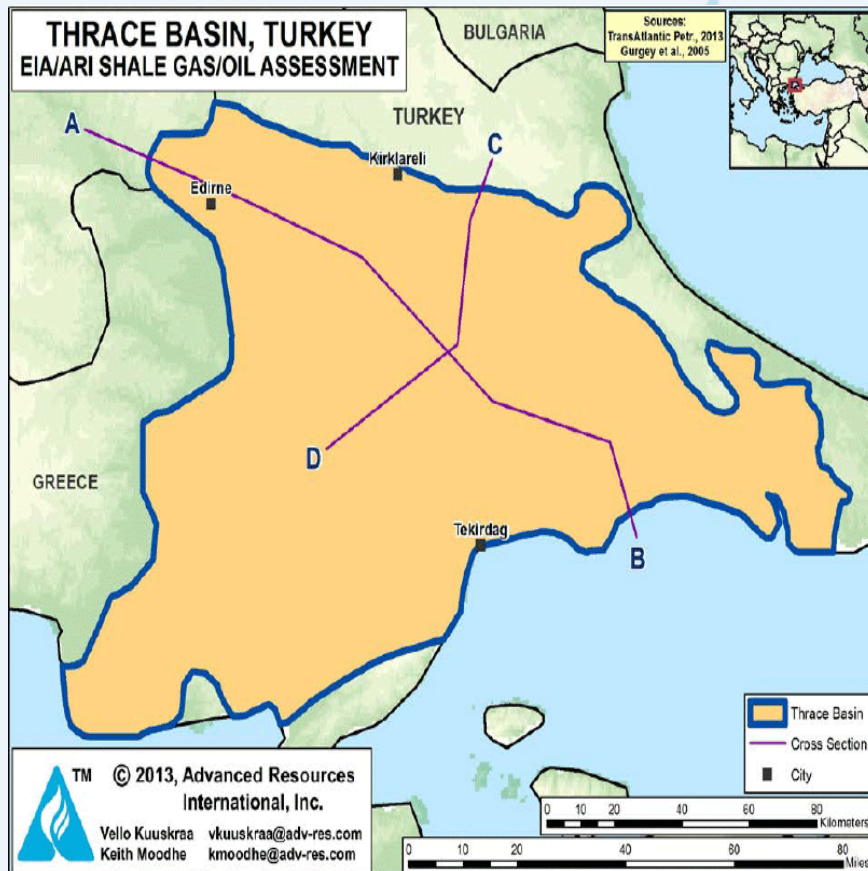 THRACE BASIN, TURKEY
EIA/ARI SHALE GAS/OIL ASSESSMENT
BULGARIA
Sources:
TransAtlantic Petr., 2013
Gurgey et al., 2005
A
TURKEY
C
Kirklareli
Edirne
D
GREECE
Tekirdag
B
Thrace Basin
Cross Section
City
TM
© 2013, Advanced Resources
International, Inc.
Vello Kuuskraa vkuuskraa@adv-res.com
Keith Moodhe kmoodhe@adv-res.com
0 10 20 40 60 80
Kilometers
0 10 20 40 60 80
Miles